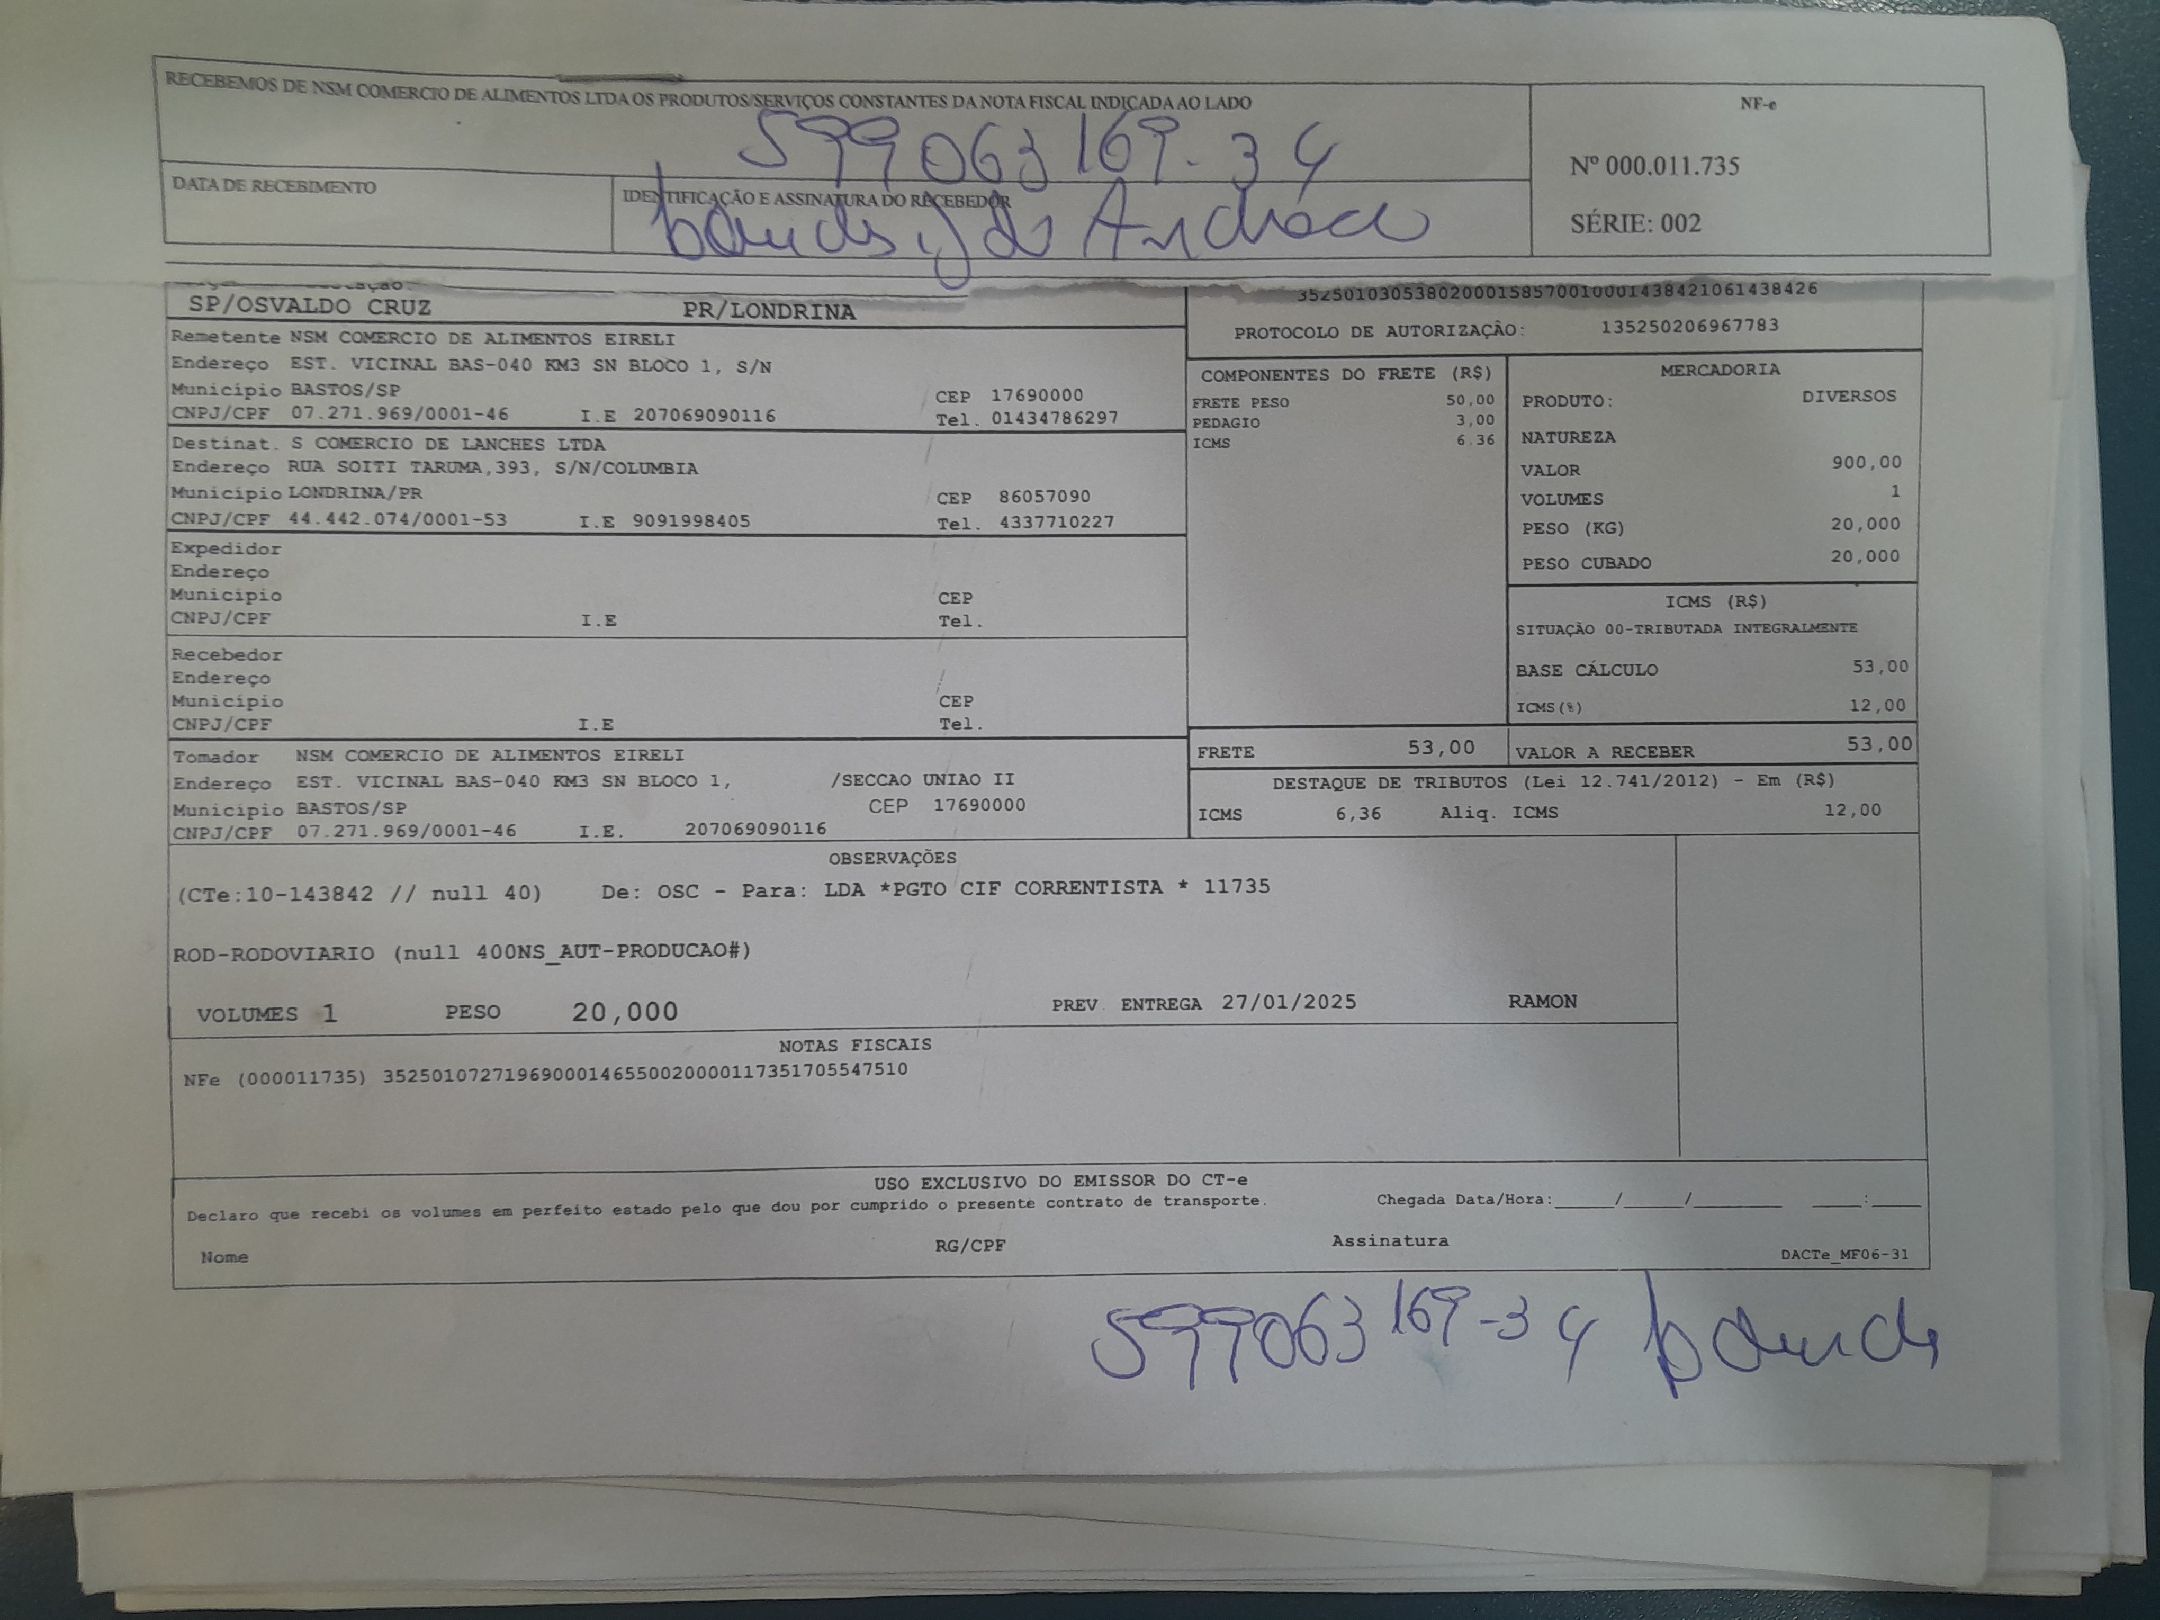 RECEBEMOS DE NSM COMERCIO DE ALIMENTOS LTDA OS PRODUTOS/SERVIÇOS CONSTANTES DA NOTA FISCAL INDICADA AO LADO
599063169-34
DATA DE RECEBIMENTO
IDENTIFICAÇÃO E ASSINATURA DO RECEBEDOR
NF-e
Nº 000.011.735
SÉRIE: 002
SP/OSVALDO CRUZ PR/LONDRINA
35250103053802000158570010001438421061438426
PROTOCOLO DE AUTORIZAÇÃO: 135250206967783
Remetente NSM COMERCIO DE ALIMENTOS EIRELI
Endereço EST. VICINAL BAS-040 KM3 SN BLOCO 1, S/N
Município BASTOS/SP CEP 17690000
CNPJ/CPF 07.271.969/0001-46 I.E 207069090116 Tel. 01434786297
Destinat. S COMERCIO DE LANCHES LTDA
Endereço RUA SOITI TARUMA,393, S/N/COLUMBIA
Município LONDRINA/PR CEP 86057090
CNPJ/CPF 44.442.074/0001-53 I.E 9091998405 Tel. 4337710227
Expedidor
Endereço
Município CEP
CNPJ/CPF I.E Tel.
Recebedor
Endereço
Município CEP
CNPJ/CPF I.E Tel.
Tomador NSM COMERCIO DE ALIMENTOS EIRELI
Endereço EST. VICINAL BAS-040 KM3 SN BLOCO 1, /SECCAO UNIAO II
Município BASTOS/SP CEP 17690000
CNPJ/CPF 07.271.969/0001-46 I.E. 207069090116
COMPONENTES DO FRETE (R$)
FRETE PESO 50,00
PEDAGIO 3,00
ICMS 6.36
MERCADORIA
PRODUTO: DIVERSOS
NATUREZA
VALOR 900,00
VOLUMES 1
PESO (KG) 20,000
PESO CUBADO 20,000
ICMS (R$)
SITUAÇÃO 00-TRIBUTADA INTEGRALMENTE
BASE CÁLCULO 53,00
ICMS(%) 12,00
FRETE 53,00 VALOR A RECEBER 53,00
DESTAQUE DE TRIBUTOS (Lei 12.741/2012) - Em (R$)
ICMS 6,36 Aliq. ICMS 12,00
OBSERVAÇÕES
(CTe:10-143842 // null 40) De: OSC - Para: LDA *PGTO CIF CORRENTISTA * 11735
ROD-RODOVIARIO (null 400NS_AUT-PRODUCAO#)
VOLUMES 1 PESO 20,000 PREV. ENTREGA 27/01/2025 RAMON
NOTAS FISCAIS
NFe (000011735) 35250107271969000146550020000117351705547510
USO EXCLUSIVO DO EMISSOR DO CT-e
Declaro que recebi os volumes em perfeito estado pelo que dou por cumprido o presente contrato de transporte. Chegada Data/Hora:_____/_____/_______ ____:____
Nome RG/CPF Assinatura DACTe_MF06-31
599063169-34